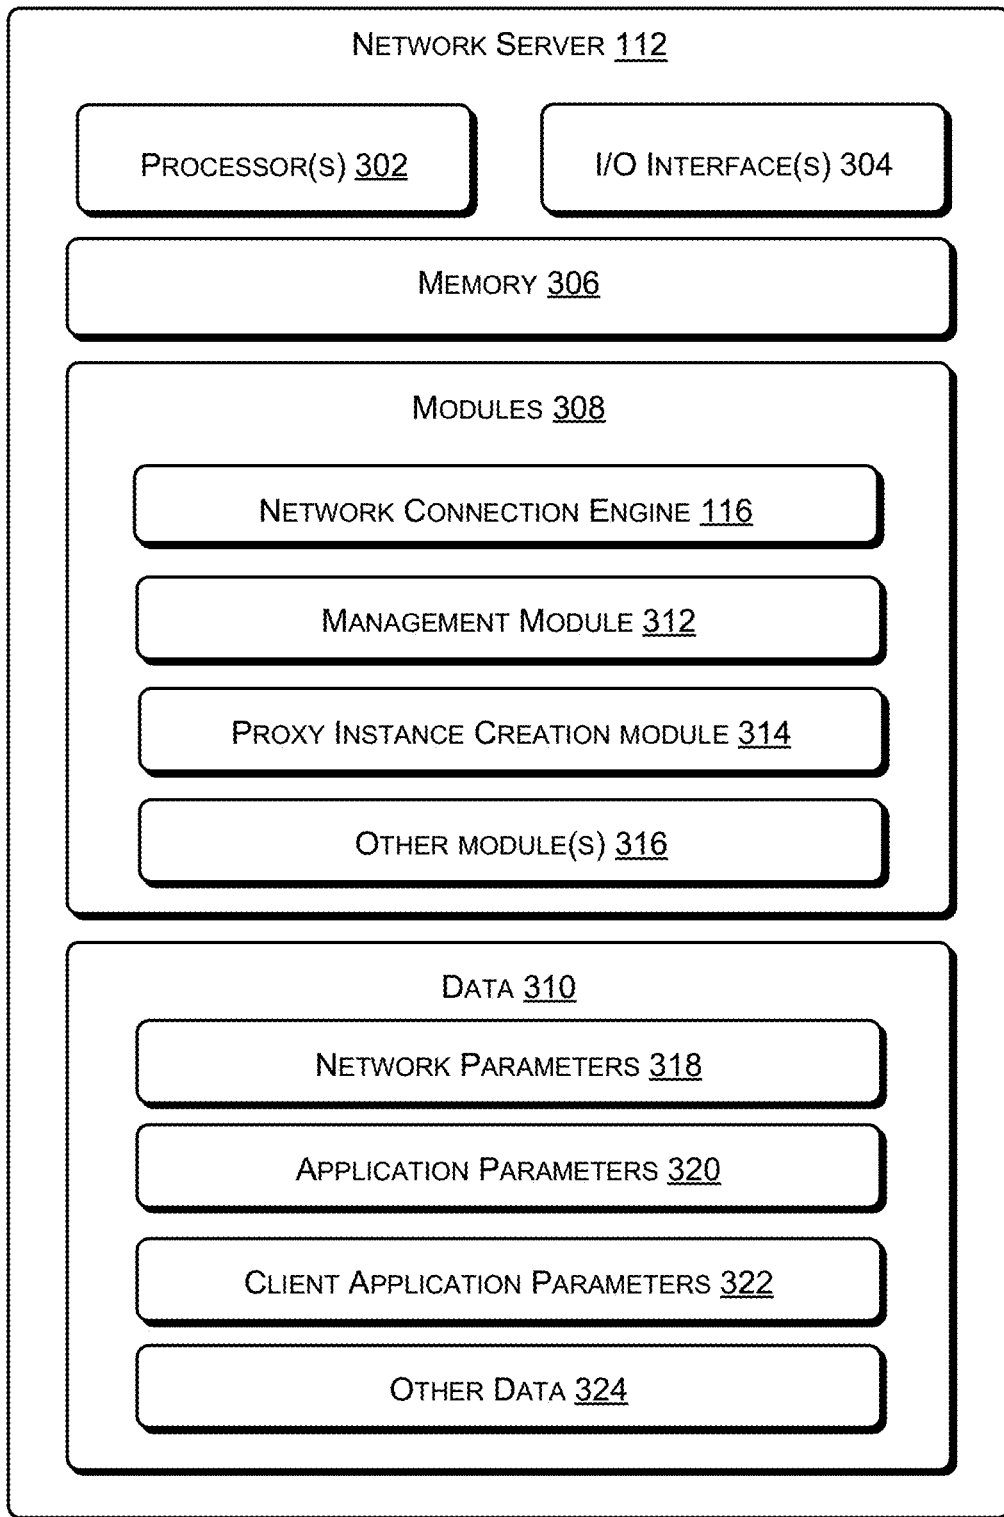 NETWORK SERVER 112
PROCESSOR(S) 302
I/O INTERFACE(S) 304
MEMORY 306
MODULES 308
NETWORK CONNECTION ENGINE 116
MANAGEMENT MODULE 312
PROXY INSTANCE CREATION MODULE 314
OTHER MODULE(S) 316
DATA 310
NETWORK PARAMETERS 318
APPLICATION PARAMETERS 320
CLIENT APPLICATION PARAMETERS 322
OTHER DATA 324